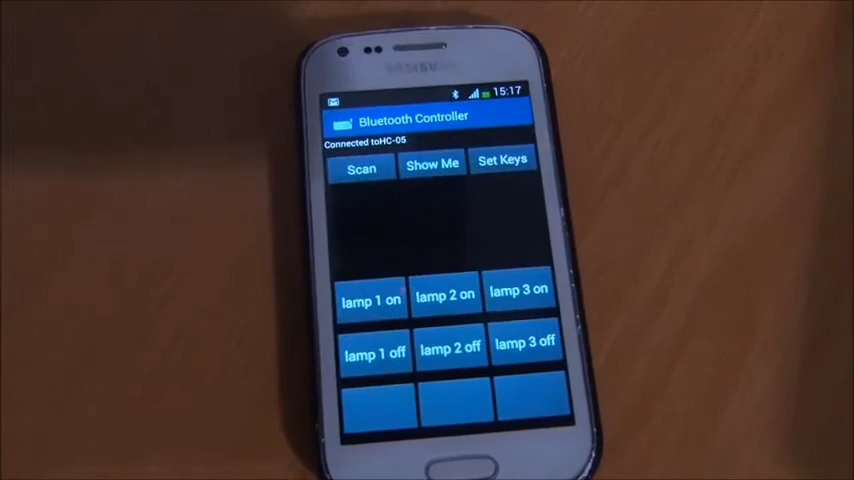 SAMSUNG
15:17
Bluetooth Controller
Connected toHC-05
Scan Show Me Set Keys
lamp 1 on lamp 2 on lamp 3 on
lamp 1 off lamp 2 off lamp 3 off